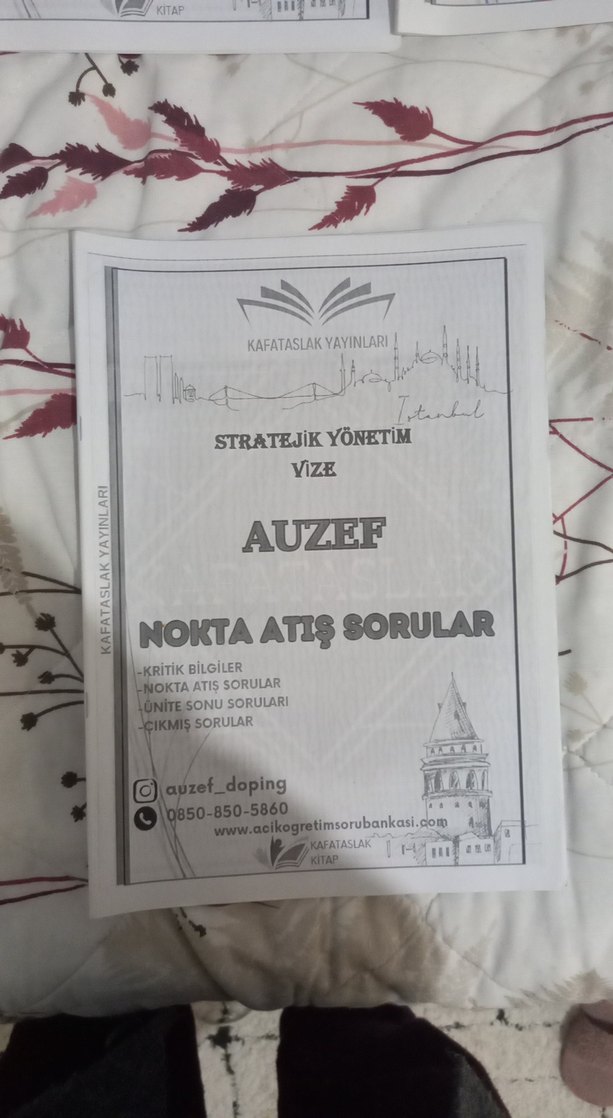 KİTAP
KAFATASLAK YAYINLARI
İstanbul
STRATEJİK YÖNETİM
VİZE
AUZEF
KAFATASLAK
NOKTA ATIŞ SORULAR
-KRİTİK BİLGİLER
-NOKTA ATIŞ SORULAR
-ÜNİTE SONU SORULARI
-ÇIKMIŞ SORULAR
auzef_doping
0850-850-5860
www.acikogretimsorubankasi.com
KAFATASLAK
KİTAP
KAFATASLAK YAYINLARI